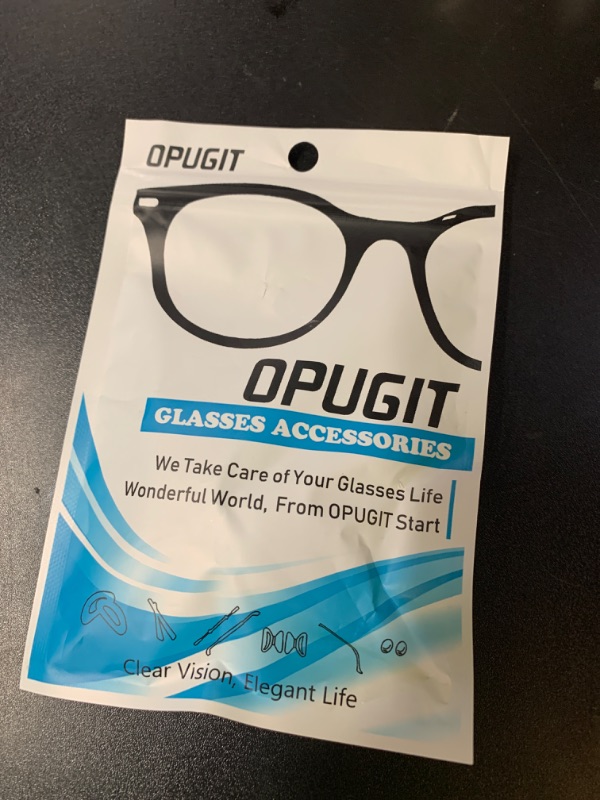 OPUGIT
OPUGIT
GLASSES ACCESSORIES
We Take Care of Your Glasses Life
Wonderful World, From OPUGIT Start
Clear Vision, Elegant Life